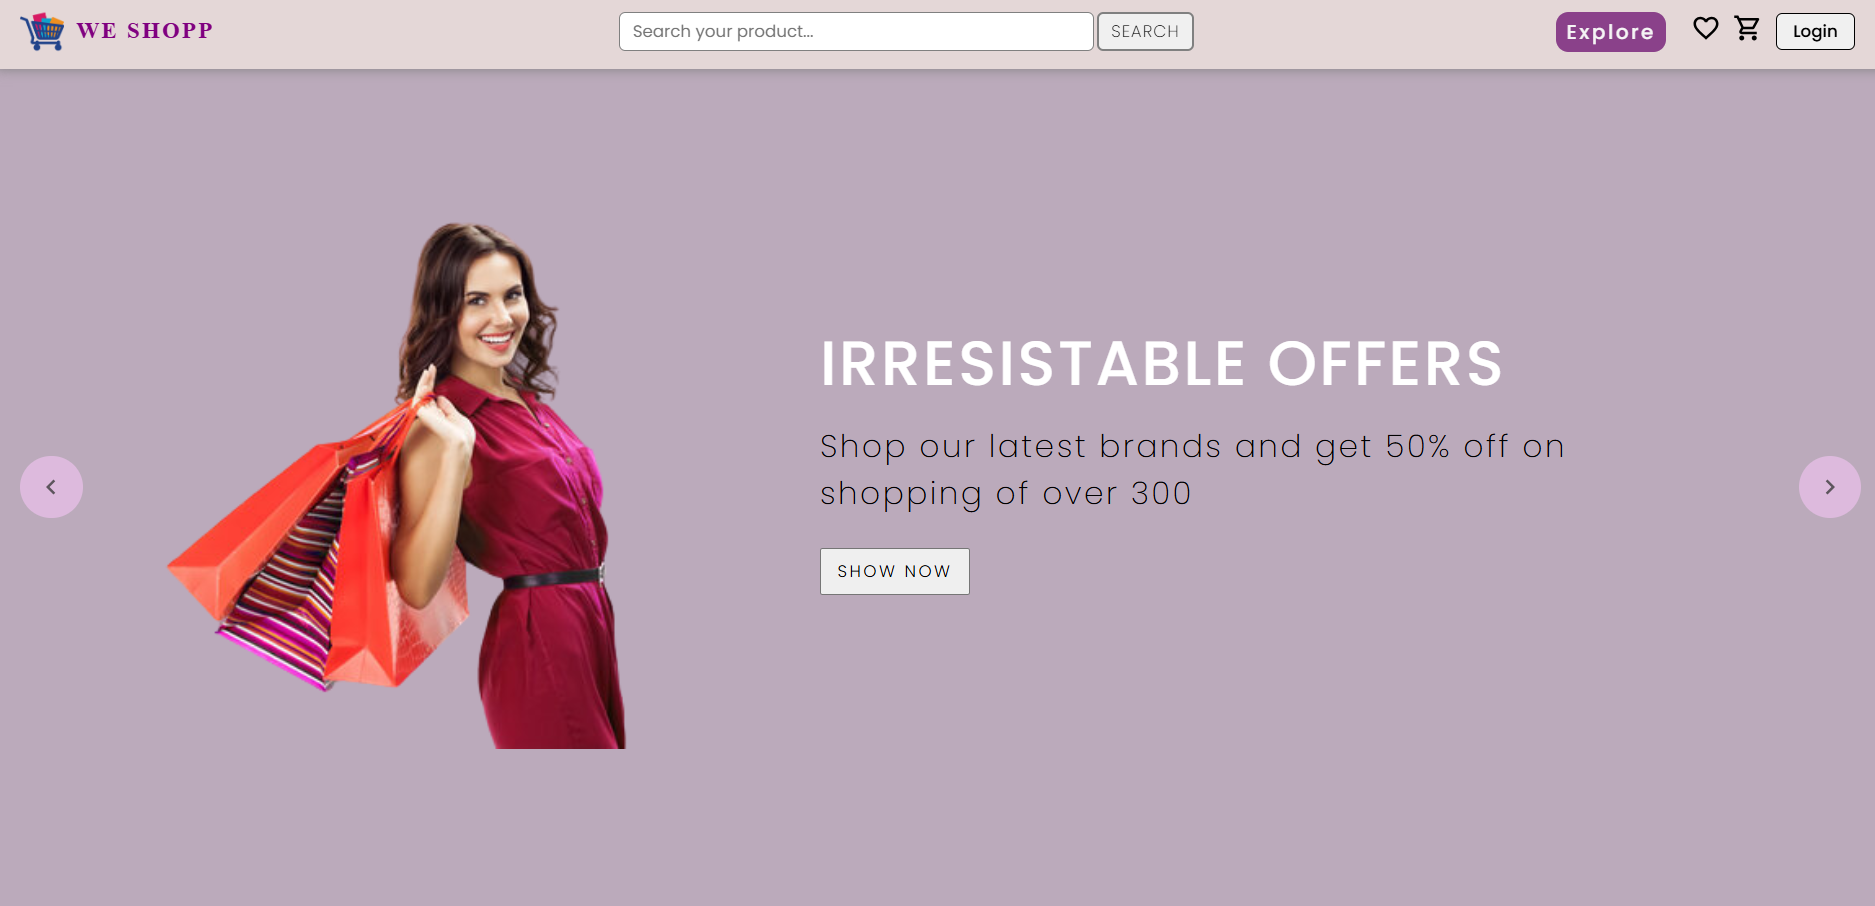 WE SHOPP
Search your product...
SEARCH
Explore
Login
IRRESISTABLE OFFERS
Shop our latest brands and get 50% off on
shopping of over 300
SHOW NOW